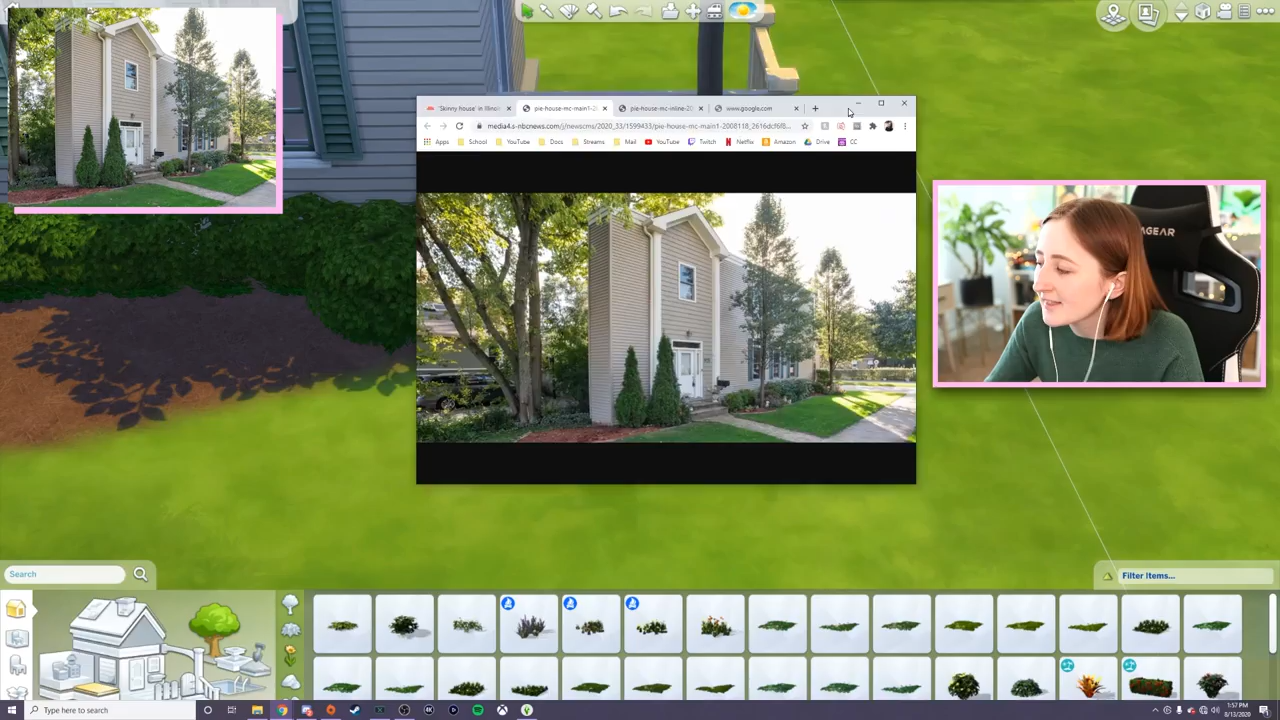 'Skinny house' in Illinois
pie-house-mc-main1-2
pie-house-mc-inline-20
www.google.com
media4.s-nbcnews.com/j/newscms/2020_33/1599433/pie-house-mc-main1-2008118_2616dcf6f8...
Apps
School
YouTube
Docs
Streams
Mail
YouTube
Twitch
Netflix
Amazon
Drive
CC
AGEAR
Search
Filter Items...
Type here to search
1:57 PM
8/13/2020